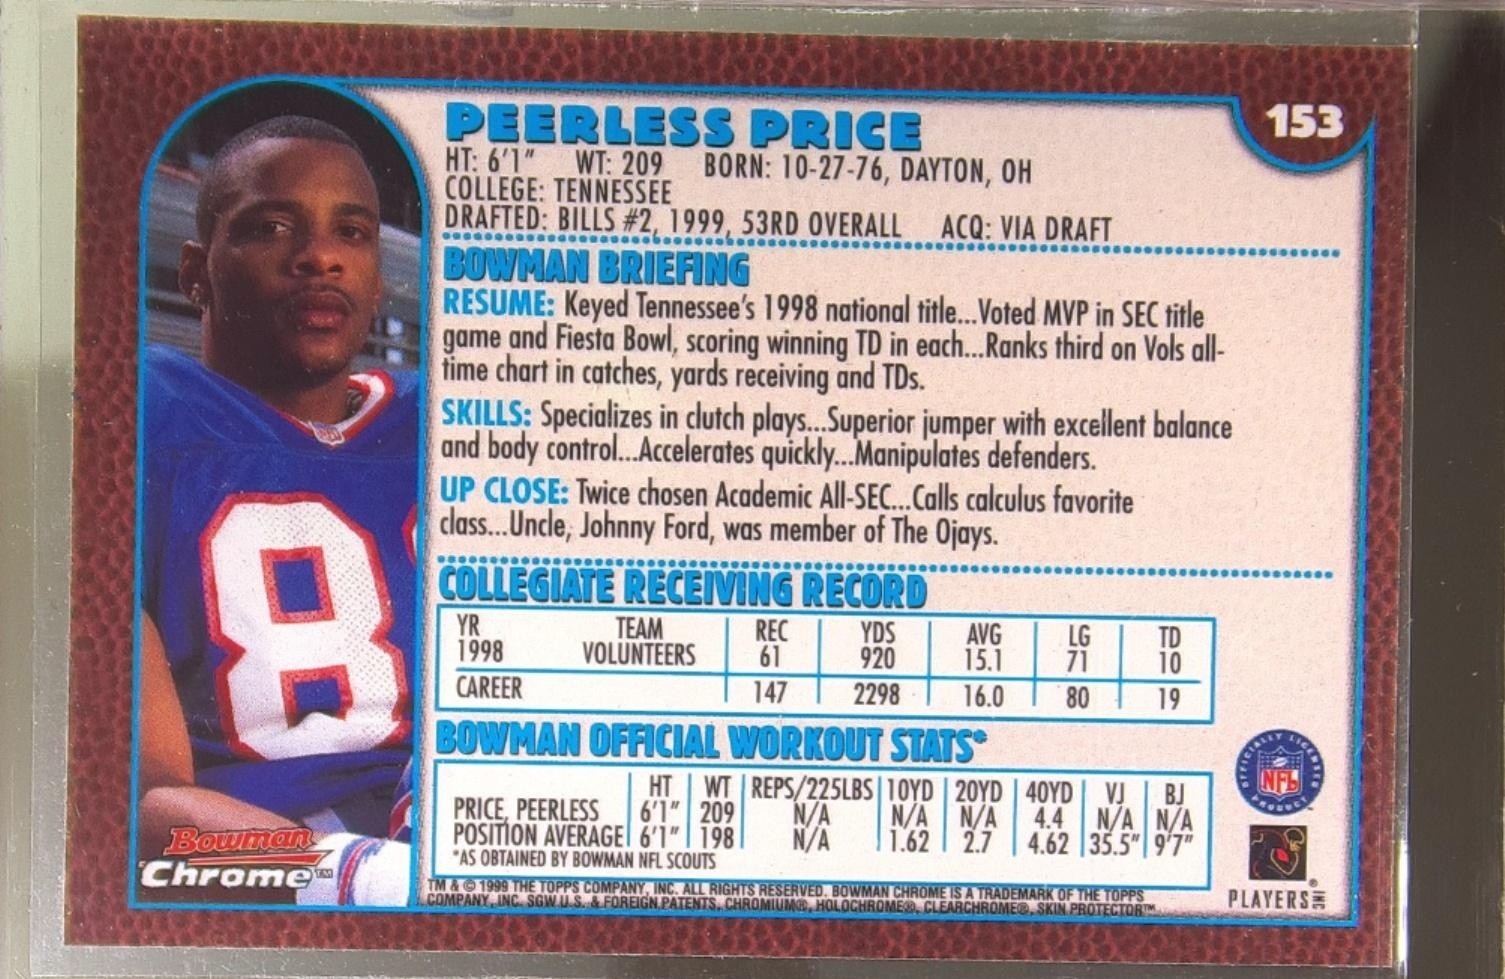 153
PEERLESS PRICE
HT: 6'1" WT: 209 BORN: 10-27-76, DAYTON, OH
COLLEGE: TENNESSEE
DRAFTED: BILLS #2, 1999, 53RD OVERALL ACQ: VIA DRAFT
BOWMAN BRIEFING
RESUME: Keyed Tennessee's 1998 national title...Voted MVP in SEC title
game and Fiesta Bowl, scoring winning TD in each...Ranks third on Vols all-
time chart in catches, yards receiving and TDs.
SKILLS: Specializes in clutch plays...Superior jumper with excellent balance
and body control...Accelerates quickly...Manipulates defenders.
UP CLOSE: Twice chosen Academic All-SEC...Calls calculus favorite
class...Uncle, Johnny Ford, was member of The Ojays.
COLLEGIATE RECEIVING RECORD
YR TEAM REC YDS AVG LG TD
1998 VOLUNTEERS 61 920 15.1 71 10
CAREER 147 2298 16.0 80 19
BOWMAN OFFICIAL WORKOUT STATS*
HT WT REPS/225LBS 10YD 20YD 40YD VJ BJ
PRICE, PEERLESS 6'1" 209 N/A N/A N/A 4.4 N/A N/A
POSITION AVERAGE 6'1" 198 N/A 1.62 2.7 4.62 35.5" 9'7"
*AS OBTAINED BY BOWMAN NFL SCOUTS
TM & © 1999 THE TOPPS COMPANY, INC. ALL RIGHTS RESERVED. BOWMAN CHROME IS A TRADEMARK OF THE TOPPS
COMPANY, INC. SGW U.S. & FOREIGN PATENTS, CHROMIUM®, HOLOCHROME®, CLEARCHROME®, SKIN PROTECTOR™
8
Bowman
Chrome™
OFFICIALLY LICENSED
NFL
PRODUCT
PLAYERS INC ®